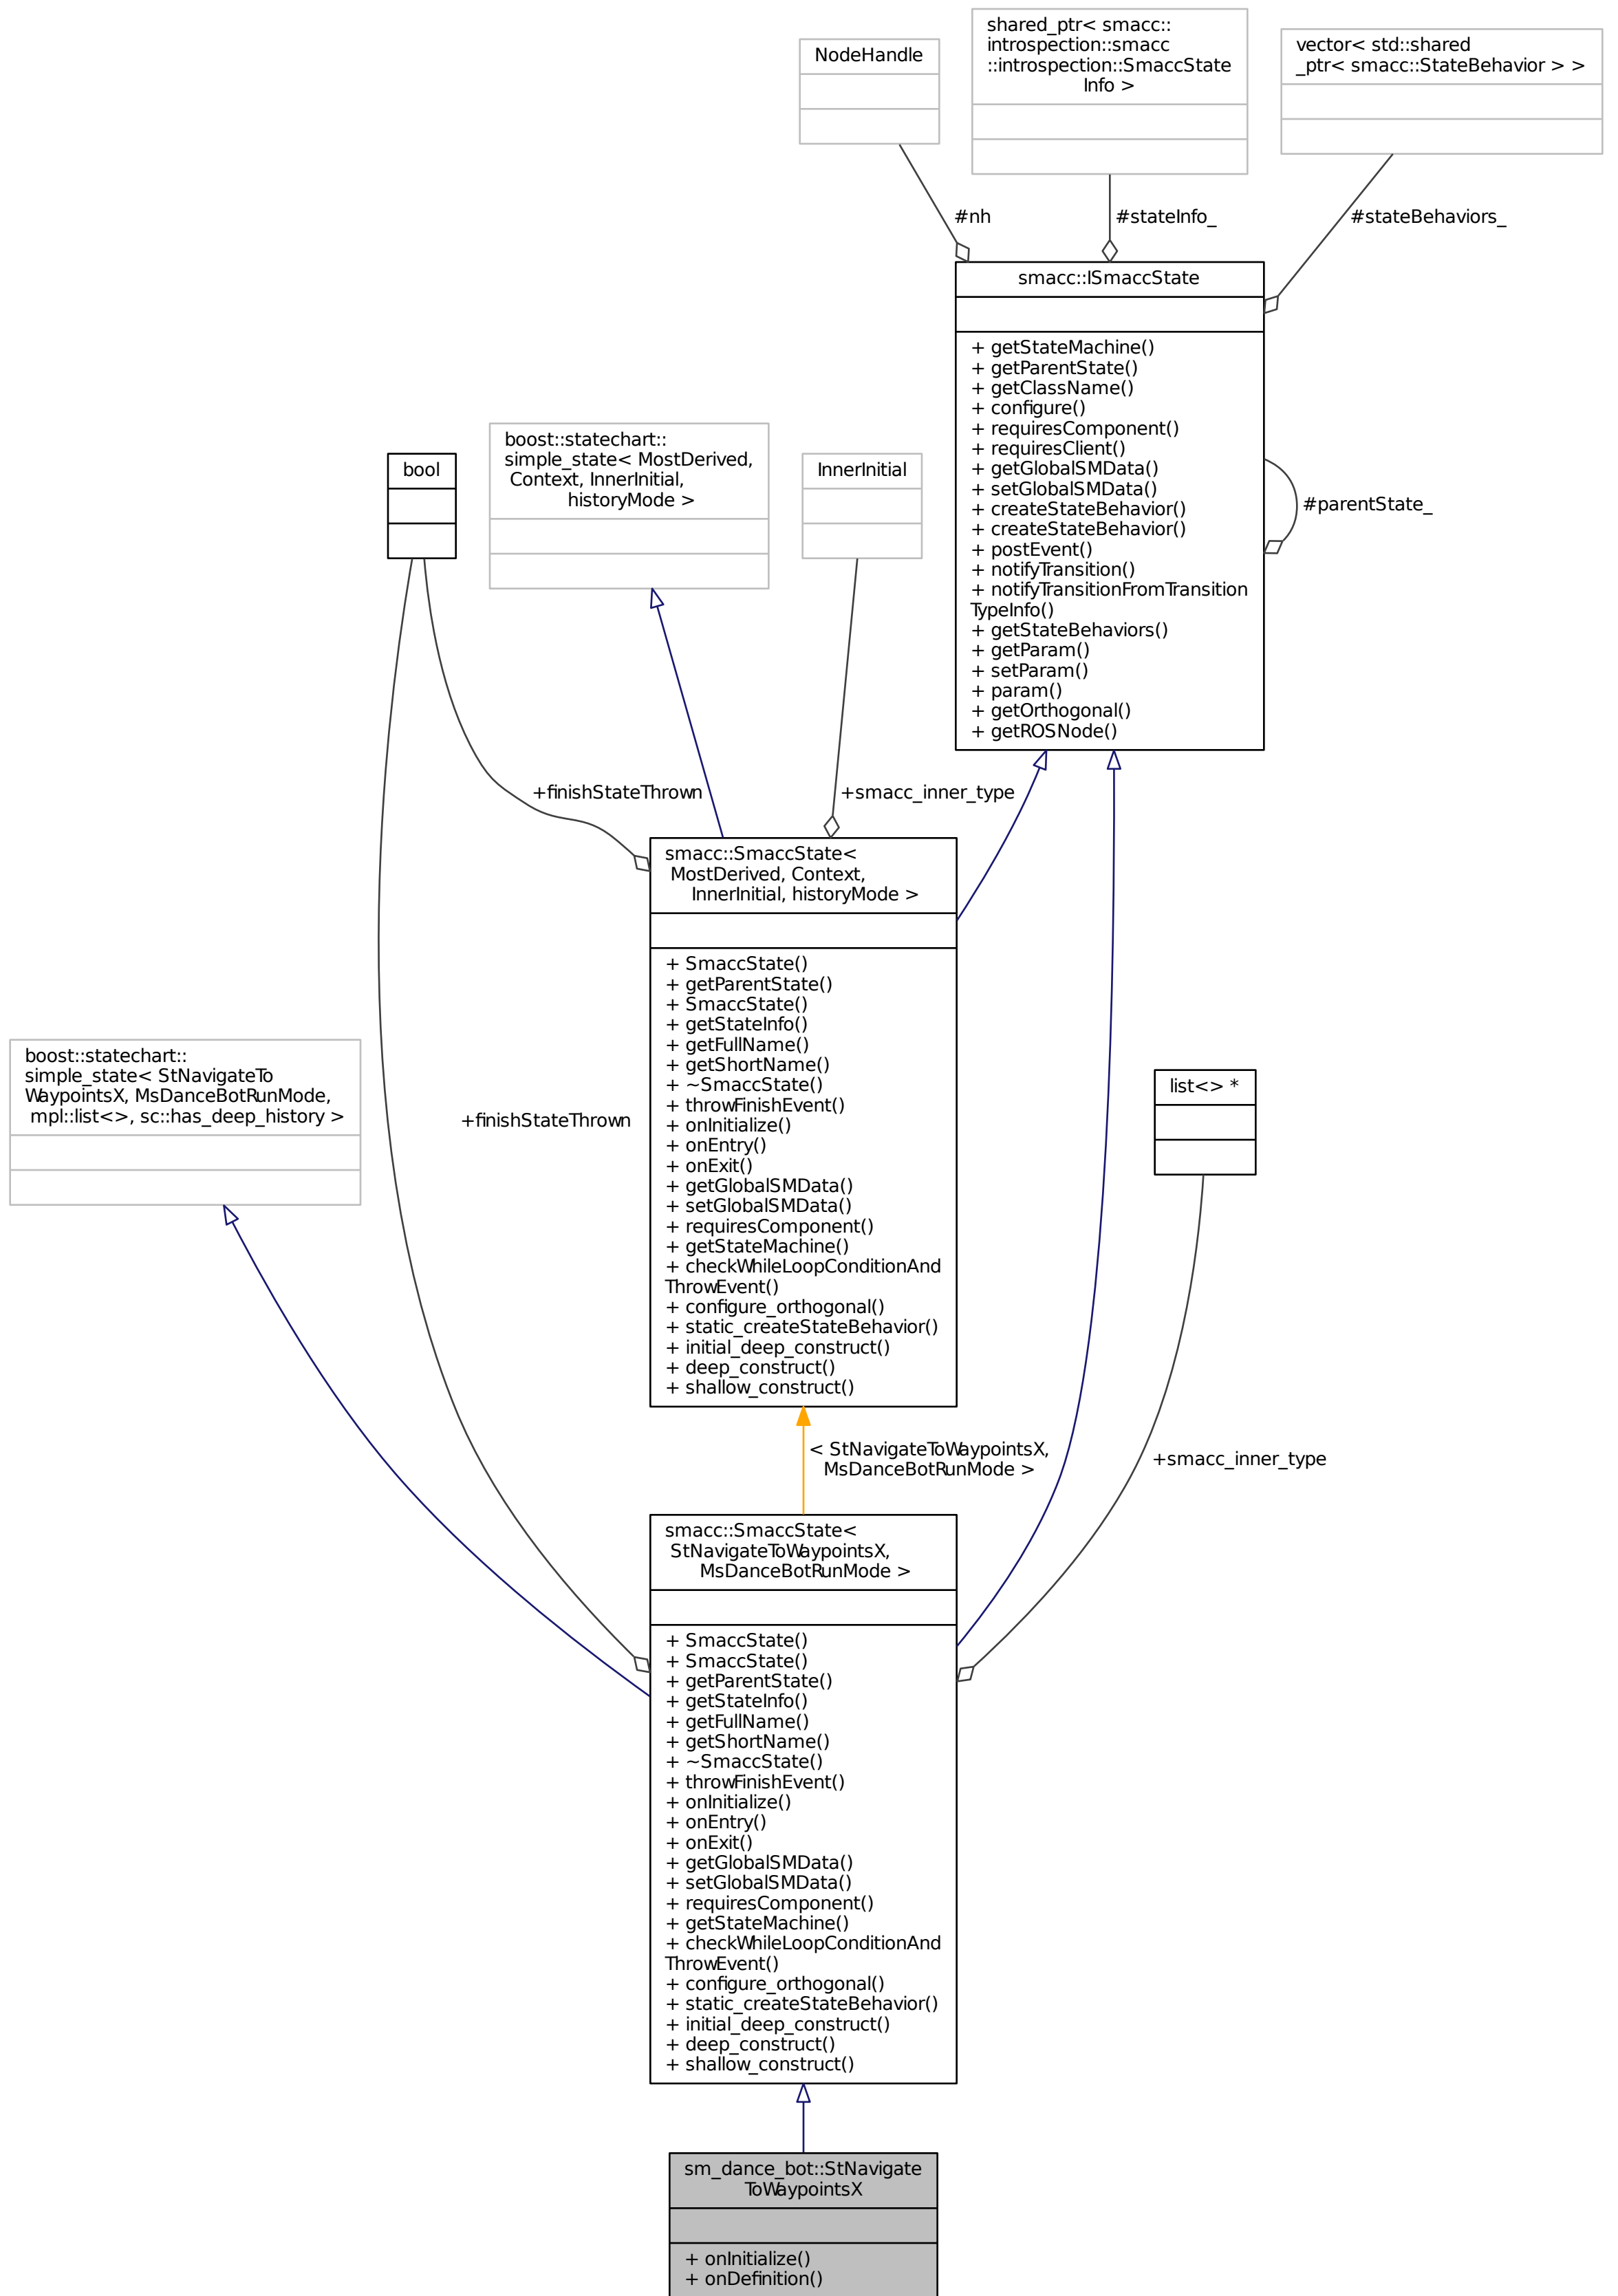 NodeHandle
shared_ptr< smacc::
introspection::smacc
::introspection::SmaccState
Info >
vector< std::shared
_ptr< smacc::StateBehavior > >
#nh
#stateInfo_
#stateBehaviors_
smacc::ISmaccState
+ getStateMachine()
+ getParentState()
+ getClassName()
+ configure()
+ requiresComponent()
+ requiresClient()
+ getGlobalSMData()
+ setGlobalSMData()
+ createStateBehavior()
+ createStateBehavior()
+ postEvent()
+ notifyTransition()
+ notifyTransitionFromTransition
TypeInfo()
+ getStateBehaviors()
+ getParam()
+ setParam()
+ param()
+ getOrthogonal()
+ getROSNode()
#parentState_
bool
boost::statechart::
simple_state< MostDerived,
Context, InnerInitial,
historyMode >
InnerInitial
+finishStateThrown
+smacc_inner_type
smacc::SmaccState<
MostDerived, Context,
InnerInitial, historyMode >
+ SmaccState()
+ getParentState()
+ SmaccState()
+ getStateInfo()
+ getFullName()
+ getShortName()
+ ~SmaccState()
+ throwFinishEvent()
+ onInitialize()
+ onEntry()
+ onExit()
+ getGlobalSMData()
+ setGlobalSMData()
+ requiresComponent()
+ getStateMachine()
+ checkWhileLoopConditionAnd
ThrowEvent()
+ configure_orthogonal()
+ static_createStateBehavior()
+ initial_deep_construct()
+ deep_construct()
+ shallow_construct()
boost::statechart::
simple_state< StNavigateTo
WaypointsX, MsDanceBotRunMode,
mpl::list<>, sc::has_deep_history >
+finishStateThrown
list<> *
< StNavigateToWaypointsX,
MsDanceBotRunMode >
+smacc_inner_type
smacc::SmaccState<
StNavigateToWaypointsX,
MsDanceBotRunMode >
+ SmaccState()
+ SmaccState()
+ getParentState()
+ getStateInfo()
+ getFullName()
+ getShortName()
+ ~SmaccState()
+ throwFinishEvent()
+ onInitialize()
+ onEntry()
+ onExit()
+ getGlobalSMData()
+ setGlobalSMData()
+ requiresComponent()
+ getStateMachine()
+ checkWhileLoopConditionAnd
ThrowEvent()
+ configure_orthogonal()
+ static_createStateBehavior()
+ initial_deep_construct()
+ deep_construct()
+ shallow_construct()
sm_dance_bot::StNavigate
ToWaypointsX
+ onInitialize()
+ onDefinition()